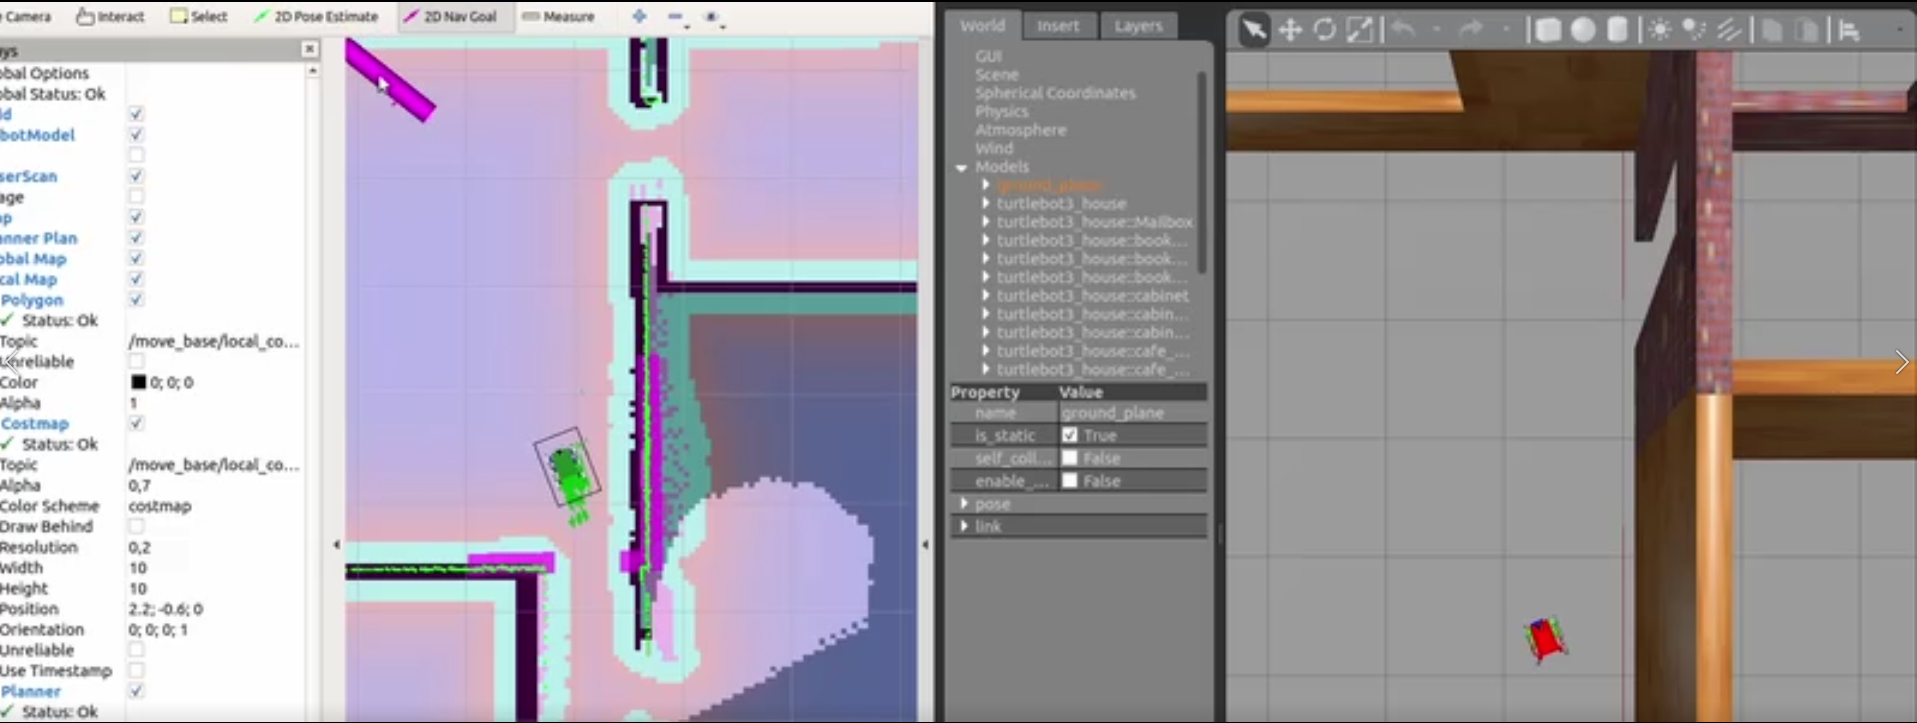 e Camera Interact Select 2D Pose Estimate 2D Nav Goal Measure
ays
obal Options
obal Status: Ok
ld
botModel
serScan
age
ap
anner Plan
obal Map
cal Map
Polygon
Status: Ok
Topic /move_base/local_co...
Unreliable
Color 0; 0; 0
Alpha 1
Costmap
Status: Ok
Topic /move_base/local_co...
Alpha 0,7
Color Scheme costmap
Draw Behind
Resolution 0,2
Width 10
Height 10
Position 2.2; -0.6; 0
Orientation 0; 0; 0; 1
Unreliable
Use Timestamp
Planner
Status: Ok
World Insert Layers
GUI
Scene
Spherical Coordinates
Physics
Atmosphere
Wind
Models
ground_plane
turtlebot3_house
turtlebot3_house::Mailbox
turtlebot3_house::book...
turtlebot3_house::book...
turtlebot3_house::book...
turtlebot3_house::cabinet
turtlebot3_house::cabin...
turtlebot3_house::cabin...
turtlebot3_house::cafe_...
turtlebot3_house::cafe_...
Property Value
name ground_plane
is_static True
self_coll... False
enable_... False
pose
link